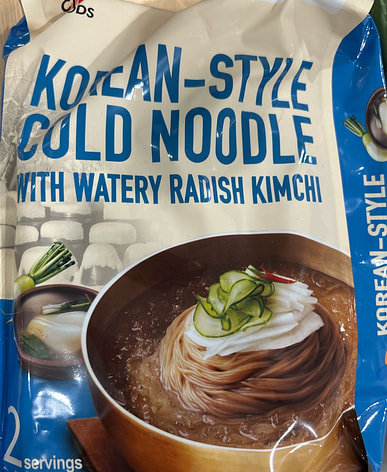 KOREAN-STYLE
COLD NOODLE
WITH WATERY RADISH KIMCHI
KOREAN-STYLE
2 servings